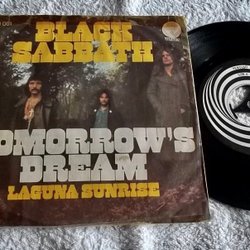 BLACK
SABBATH
TOMORROW'S
DREAM
LAGUNA SUNRISE